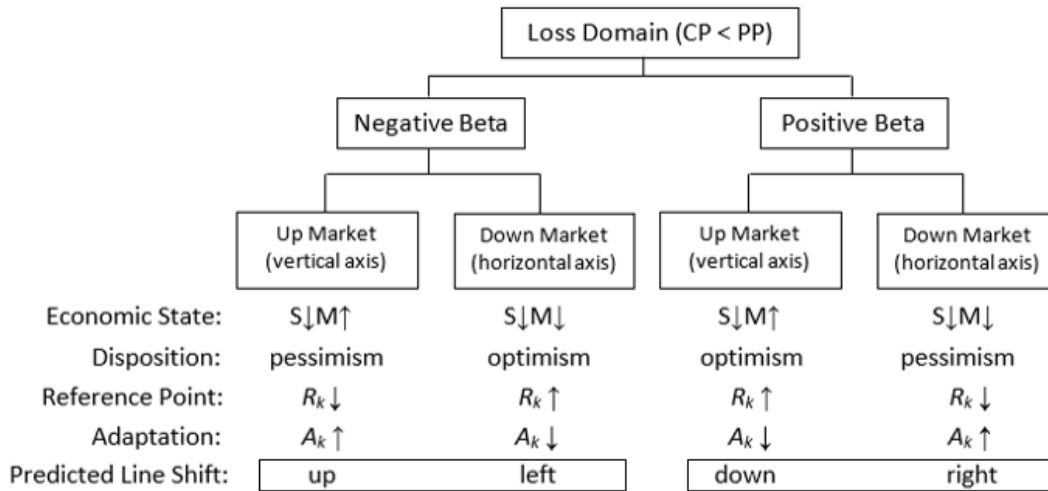 Loss Domain (CP < PP)
Negative Beta
Positive Beta
Up Market
(vertical axis)
Down Market
(horizontal axis)
Up Market
(vertical axis)
Down Market
(horizontal axis)
Economic State: S↓M↑ S↓M↓ S↓M↑ S↓M↓
Disposition: pessimism optimism optimism pessimism
Reference Point: Rk ↓ Rk ↑ Rk ↑ Rk ↓
Adaptation: Ak ↑ Ak ↓ Ak ↓ Ak ↑
Predicted Line Shift: up left down right